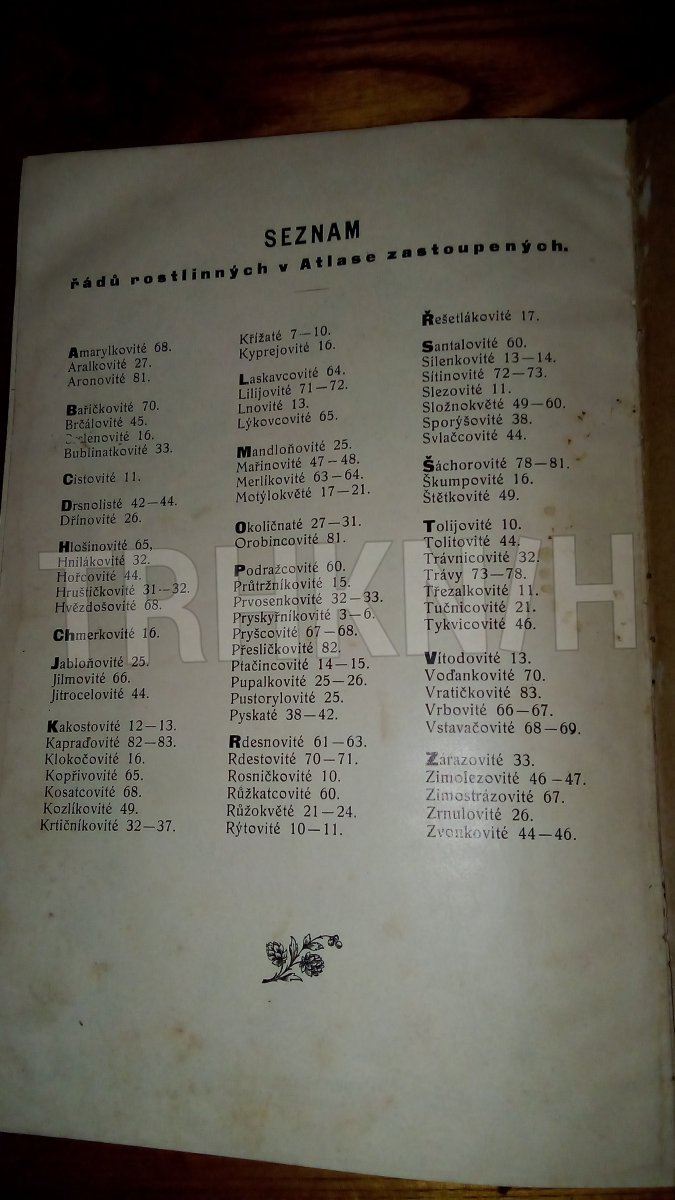 SEZNAM
řádů rostlinných v Atlase zastoupených.
Amarylkovité 68.
Aralkovité 27.
Aronovité 81.
Bařičkovité 70.
Brčálovité 45.
16.
Bublinatkovité 33.
Cistovité 11.
Drsnolisté 42—44.
Dřínovité 26.
Hlošinovité 65,
Hnilákovité 32.
Hořcovité 44.
Hruštičkovité 31—32.
Hvězdošovité 68.
Chmerkovité 16.
Jabloňovité 25.
Jilmovité 66.
Jitrocelovité 44.
Kakostovité 12—13.
Kapraďovité 82—83.
Klokočovité 16.
Kopřivovité 65.
Kosatcovité 68.
Kozlíkovité 49.
Krtičníkovité 32—37.
Křížaté 7—10.
Kyprejovité 16.
Laskavcovité 64.
Lilijovité 71—72.
Lnovité 13.
Lýkovcovité 65.
Mandloňovité 25.
Mařinovité 47—48.
Merlíkovité 63—64.
Motýlokvěté 17—21.
Okoličnaté 27—31.
Orobincovité 81.
Podražcovité 60.
Průtržníkovité 15.
Prvosenkovité 32—33.
Pryskyřníkovité 3—6.
Pryšcovité 67—68.
Přesličkovité 82.
Ptačincovité 14—15.
Pupalkovité 25—26.
Pustorylovité 25.
Pyskaté 38—42.
Rdesnovité 61—63.
Rdestovité 70—71.
Rosničkovité 10.
Růžkatcovité 60.
Růžokvěté 21—24.
Rýtovité 10—11.
Řešetlákovité 17.
Santalovité 60.
Silenkovité 13—14.
Sítinovité 72—73.
Slezovité 11.
Složnokvěté 49—60.
Sporýšovité 38.
Svlačcovité 44.
Šáchorovité 78—81.
Škumpovité 16.
Štětkovité 49.
Tolijovité 10.
Tolitovité 44.
Trávnicovité 32.
Trávy 73—78.
Třezalkovité 11.
Tučnicovité 21.
Tykvicovité 46.
Vítodovité 13.
Voďankovité 70.
Vratičkovité 83.
Vrbovité 66—67.
Vstavačovité 68—69.
Zárazovité 33.
Zimolezovité 46—47.
Zimostrázovité 67.
Zrnulovité 26.
Zvonkovité 44—46.